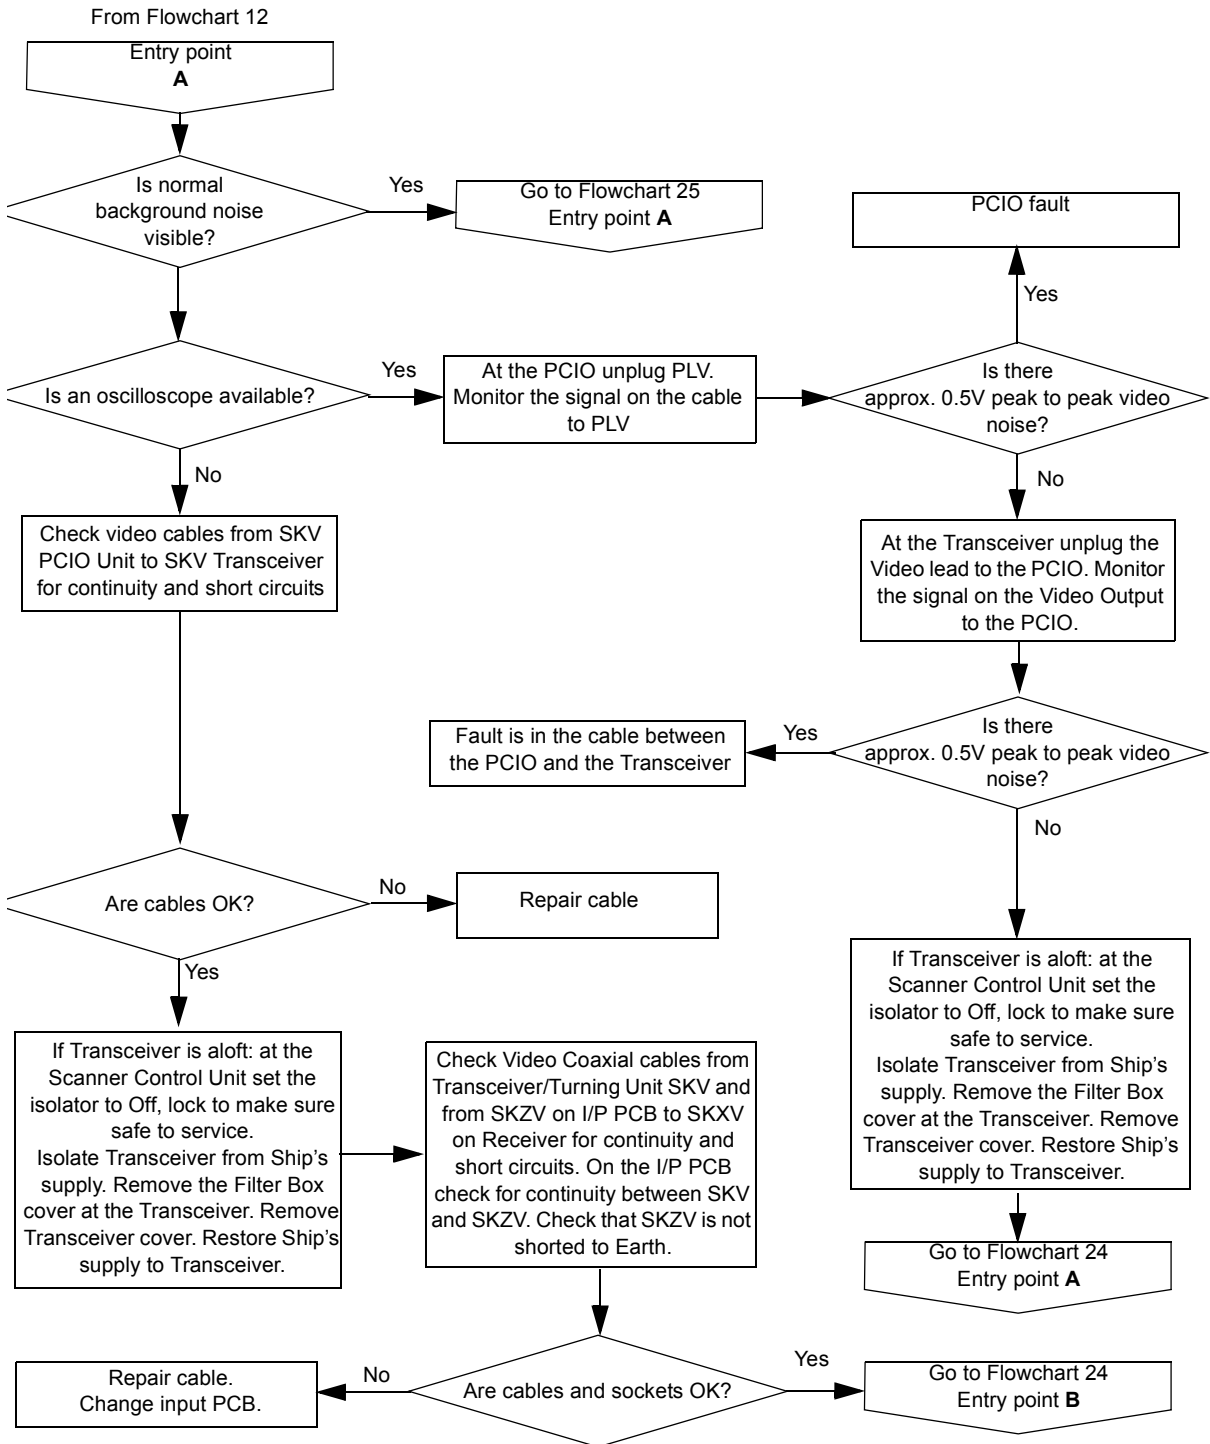 From Flowchart 12
Entry point
A
Is normal
background noise
visible?
Yes
Go to Flowchart 25
Entry point A
PCIO fault
Yes
Is an oscilloscope available?
Yes
At the PCIO unplug PLV.
Monitor the signal on the cable
to PLV
Is there
approx. 0.5V peak to peak video
noise?
No
No
Check video cables from SKV
PCIO Unit to SKV Transceiver
for continuity and short circuits
At the Transceiver unplug the
Video lead to the PCIO. Monitor
the signal on the Video Output
to the PCIO.
Fault is in the cable between
the PCIO and the Transceiver
Yes
Is there
approx. 0.5V peak to peak video
noise?
No
Are cables OK?
No
Repair cable
Yes
If Transceiver is aloft: at the
Scanner Control Unit set the
isolator to Off, lock to make sure
safe to service.
Isolate Transceiver from Ship's
supply. Remove the Filter Box
cover at the Transceiver. Remove
Transceiver cover. Restore Ship's
supply to Transceiver.
Check Video Coaxial cables from
Transceiver/Turning Unit SKV and
from SKZV on I/P PCB to SKXV
on Receiver for continuity and
short circuits. On the I/P PCB
check for continuity between SKV
and SKZV. Check that SKZV is not
shorted to Earth.
If Transceiver is aloft: at the
Scanner Control Unit set the
isolator to Off, lock to make sure
safe to service.
Isolate Transceiver from Ship's
supply. Remove the Filter Box
cover at the Transceiver. Remove
Transceiver cover. Restore Ship's
supply to Transceiver.
Go to Flowchart 24
Entry point A
Repair cable.
Change input PCB.
No
Are cables and sockets OK?
Yes
Go to Flowchart 24
Entry point B